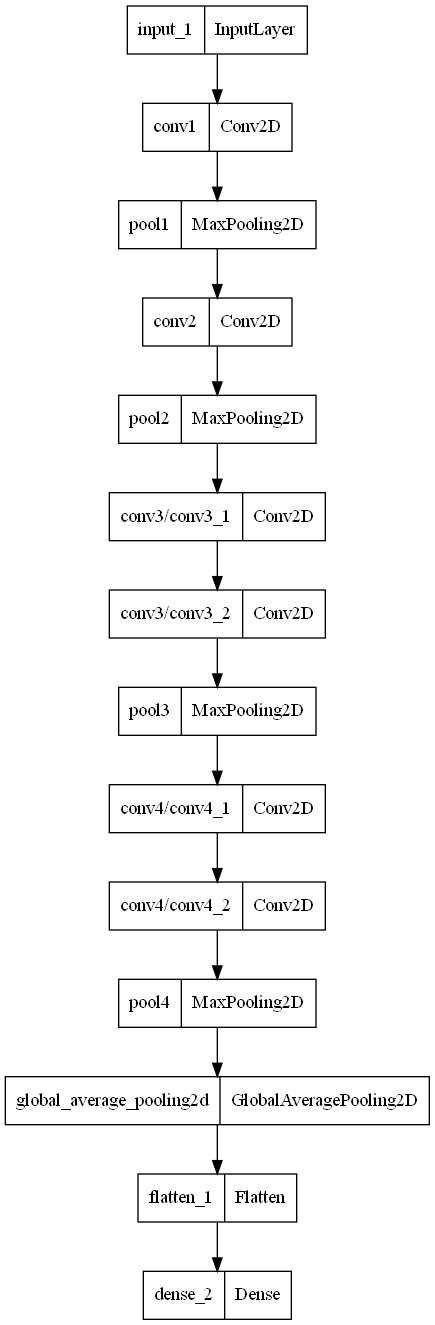 input_1 InputLayer
conv1 Conv2D
pool1 MaxPooling2D
conv2 Conv2D
pool2 MaxPooling2D
conv3/conv3_1 Conv2D
conv3/conv3_2 Conv2D
pool3 MaxPooling2D
conv4/conv4_1 Conv2D
conv4/conv4_2 Conv2D
pool4 MaxPooling2D
global_average_pooling2d GlobalAveragePooling2D
flatten_1 Flatten
dense_2 Dense